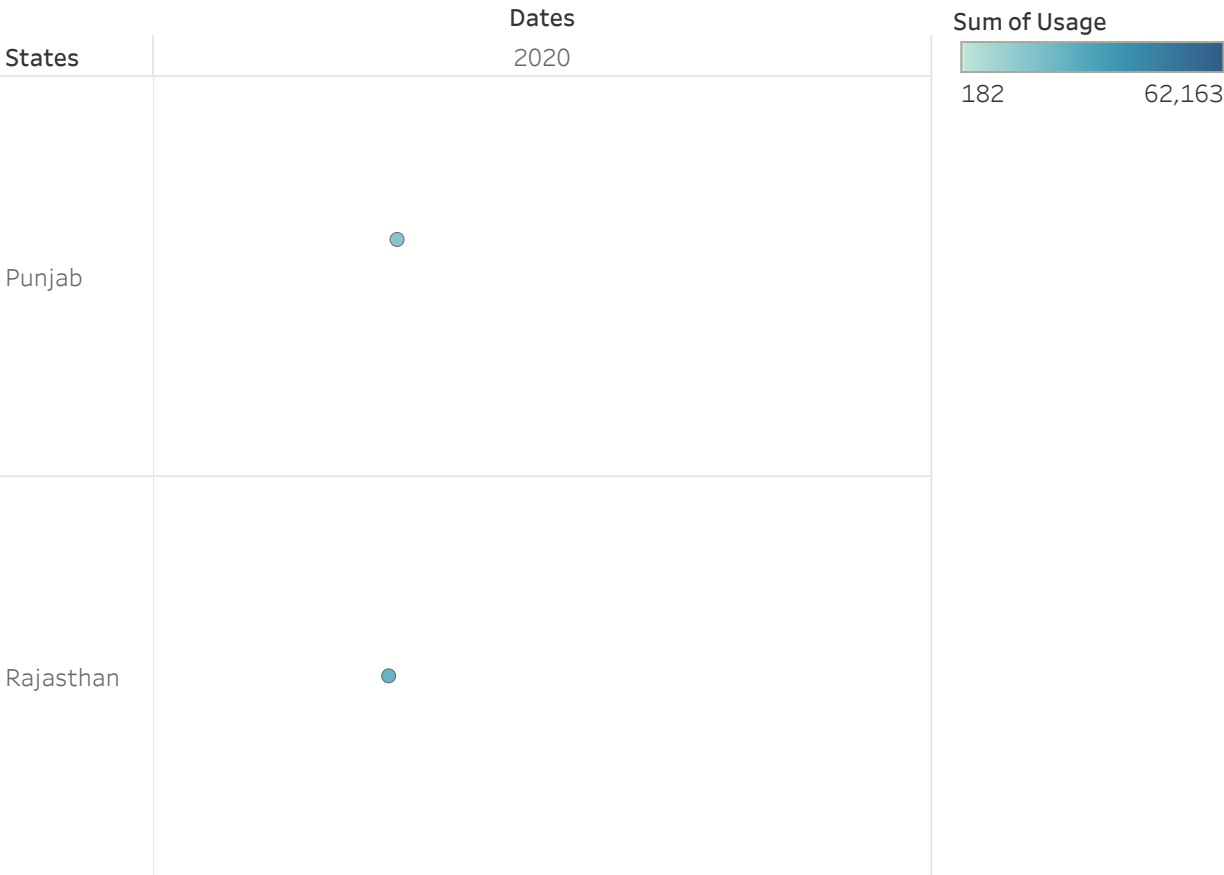 Dates
States
2020
Punjab
Rajasthan
Sum of Usage
182
62,163